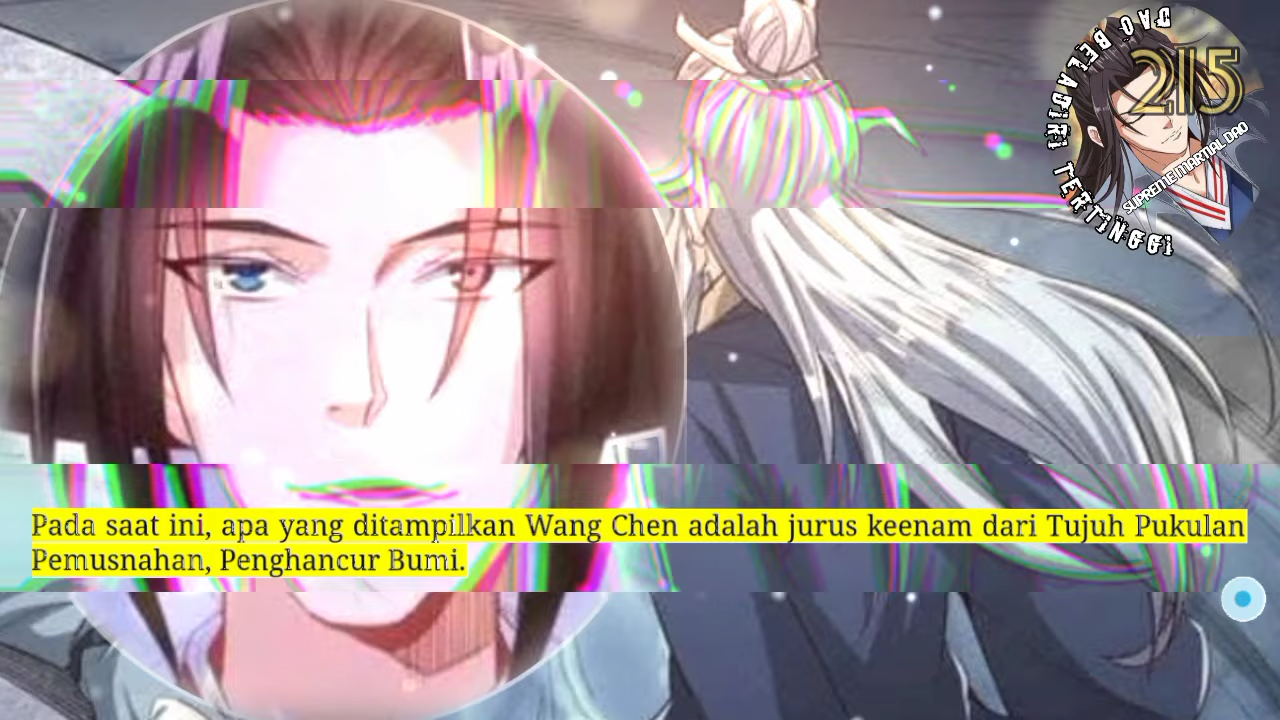 DAO BELADIRI TERTINGGI
215
SUPREME MARTIAL DAO
Pada saat ini, apa yang ditampilkan Wang Chen adalah jurus keenam dari Tujuh Pukulan
Pemusnahan, Penghancur Bumi.